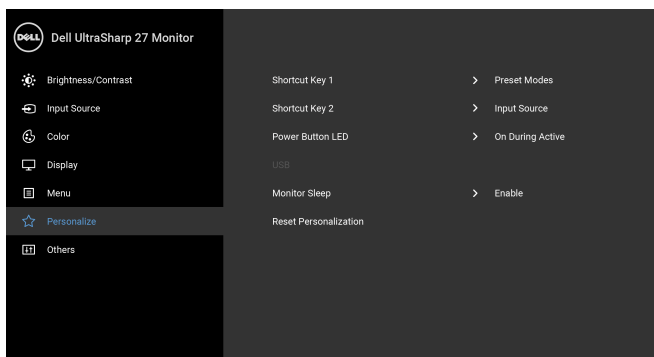 DELL Dell UltraSharp 27 Monitor
Brightness/Contrast
Input Source
Color
Display
Menu
Personalize
Others
Shortcut Key 1 > Preset Modes
Shortcut Key 2 > Input Source
Power Button LED > On During Active
USB
Monitor Sleep > Enable
Reset Personalization